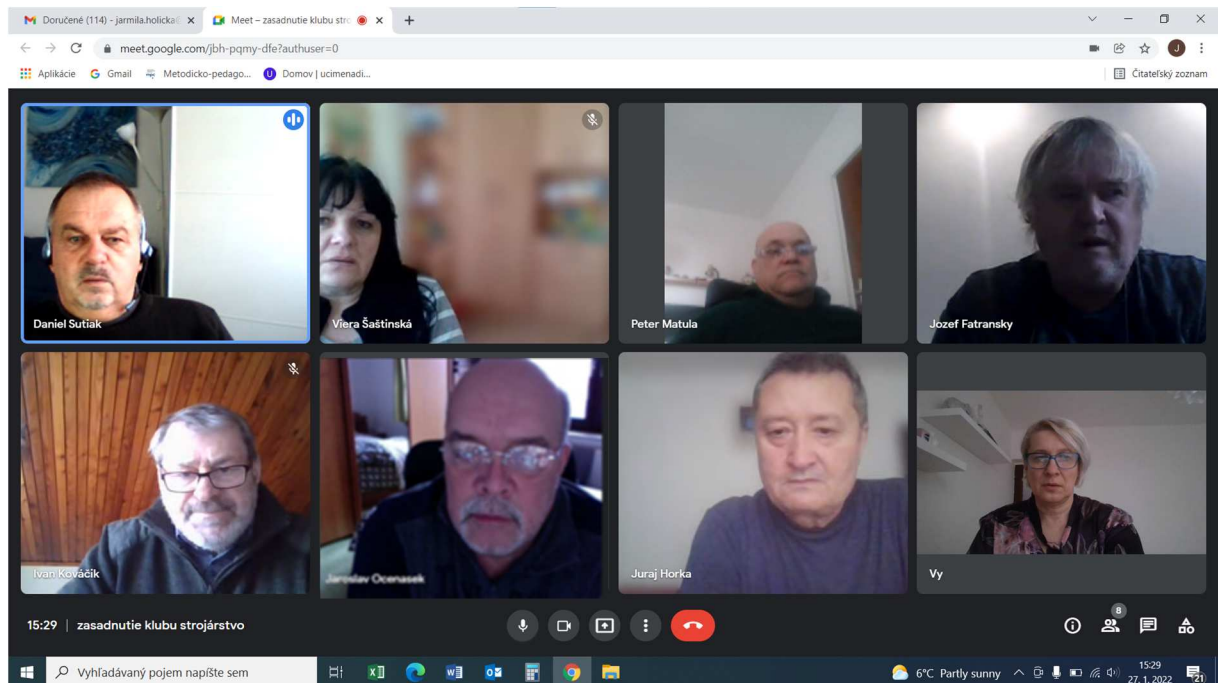 Doručené (114) - jarmila.holicka
Meet – zasadnutie klubu stro
meet.google.com/jbh-pqmy-dfe?authuser=0
J
Aplikácie
Gmail
Metodicko-pedago...
Domov | ucimenadi...
Čitateľský zoznam
Daniel Sutiak
Viera Šaštinská
Peter Matula
Jozef Fatransky
Ivan Kováčik
Jaroslav Ocenasek
Juraj Horka
Vy
15:29 | zasadnutie klubu strojárstvo
8
Vyhľadávaný pojem napíšte sem
6°C Partly sunny
15:29
27. 1. 2022
21